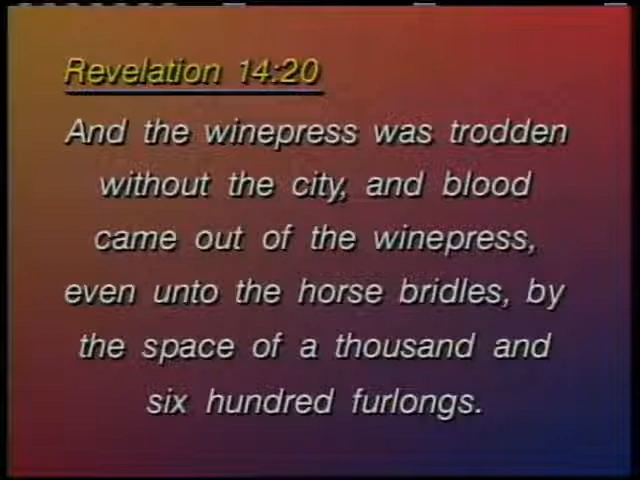 Revelation 14:20
And the winepress was trodden
without the city, and blood
came out of the winepress,
even unto the horse bridles, by
the space of a thousand and
six hundred furlongs.